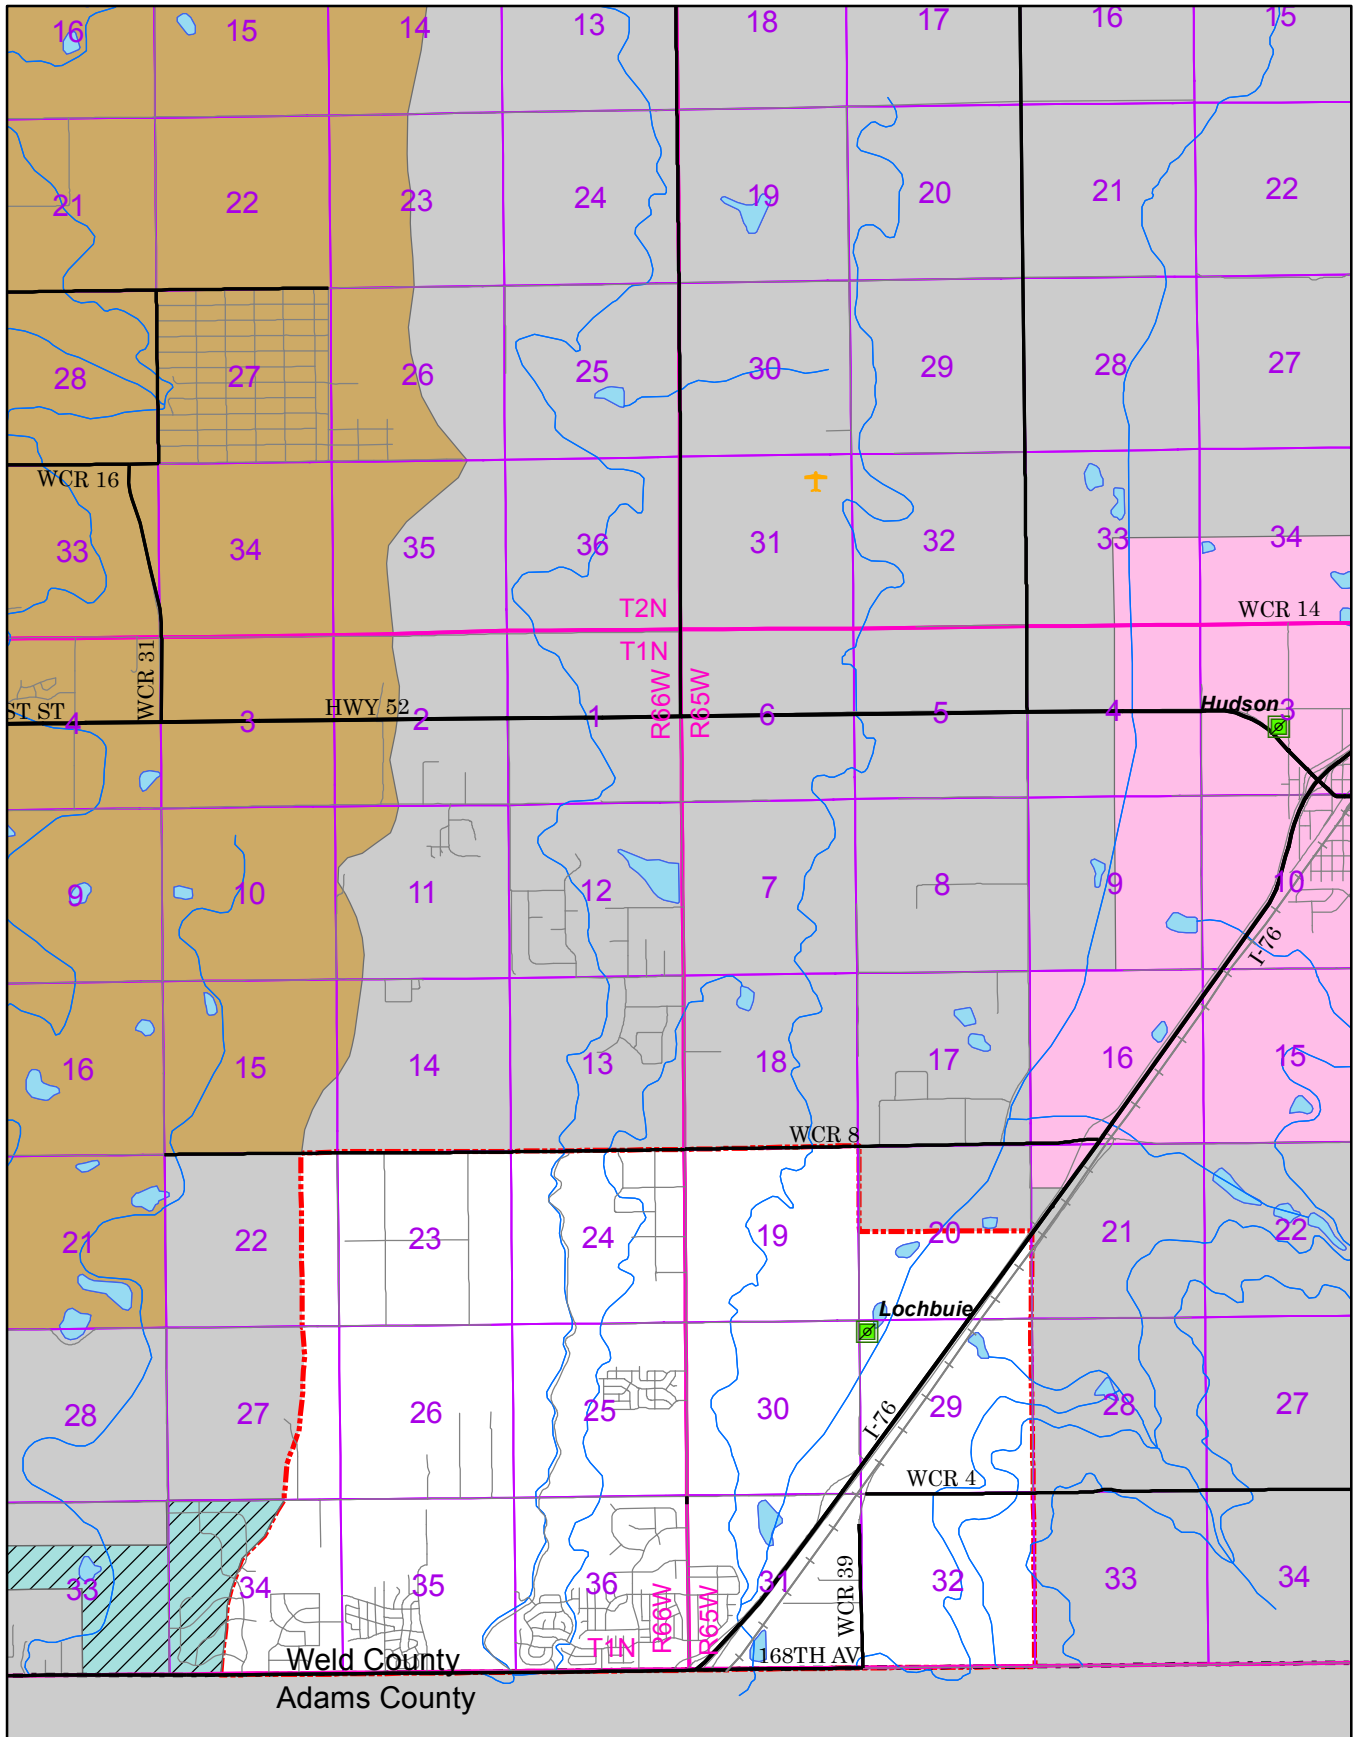 16 15 14 13 18 17 16 15
21 22 23 24 19 20 21 22
28 27 26 25 30 29 28 27
WCR 16
33 34 35 36 31 32 33 34
T2N
WCR 14
T1N
WCR 31
R66W
R65W
ST ST
HWY 52
Hudson
4 3 2 1 6 5 4 3
9 10 11 12 7 8 9 10
I-76
16 15 14 13 18 17 16 15
WCR 8
21 22 23 24 19 20 21 22
Lochbuie
28 27 26 25 30 29 28 27
I-76
WCR 4
33 34 35 36 31 32 33 34
R66W
R65W
WCR 39
T1N
168TH AV
Weld County
Adams County